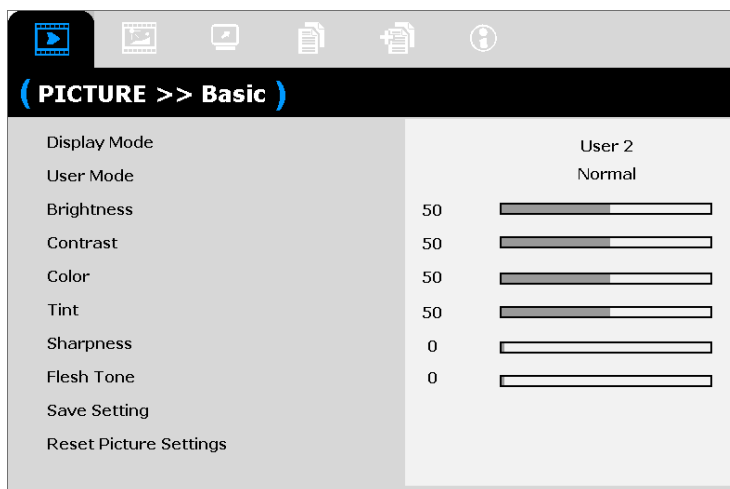 ( PICTURE >> Basic )
Display Mode User 2
User Mode Normal
Brightness 50
Contrast 50
Color 50
Tint 50
Sharpness 0
Flesh Tone 0
Save Setting
Reset Picture Settings